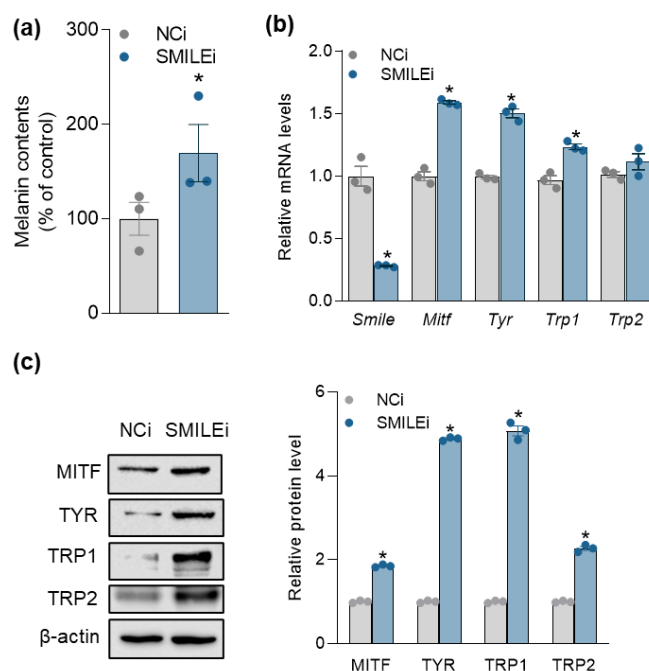 (a)
NCi
SMILEi
Melanin contents
(% of control)
300
200
100
0
*
(b)
NCi
SMILEi
Relative mRNA levels
2.0
1.5
1.0
0.5
0.0
* * * *
Smile Mitf Tyr Trp1 Trp2
(c)
NCi SMILEi
MITF
TYR
TRP1
TRP2
β-actin
NCi
SMILEi
Relative protein level
6
4
2
0
* * * *
MITF TYR TRP1 TRP2